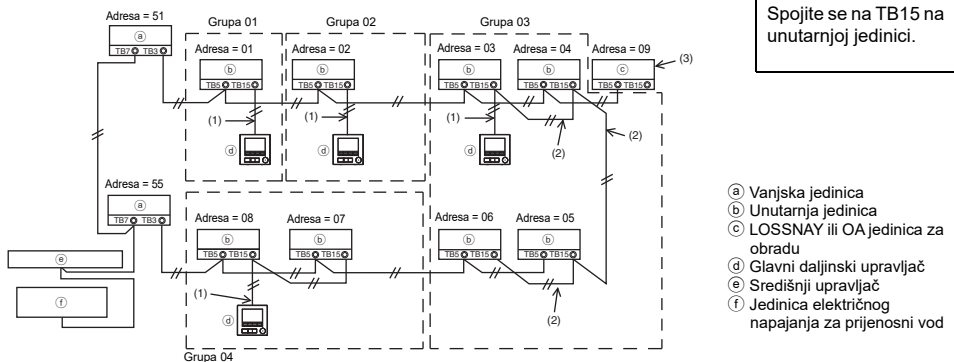 Adresa = 51
ⓐ
TB7 TB3
Grupa 01
Adresa = 01
ⓑ
TB5 TB15
(1)
ⓓ
Grupa 02
Adresa = 02
ⓑ
TB5 TB15
(1)
ⓓ
Grupa 03
Adresa = 03
ⓑ
TB5 TB15
(1)
ⓓ
Adresa = 04
ⓑ
TB5 TB15
(2)
Adresa = 09
ⓒ
TB5 TB15
(3)
(2)
Spojite se na TB15 na
unutarnjoj jedinici.
Adresa = 55
ⓐ
TB7 TB3
ⓔ
ⓕ
Adresa = 08
ⓑ
TB5 TB15
(1)
ⓓ
Adresa = 07
ⓑ
TB5 TB15
Grupa 04
Adresa = 06
ⓑ
TB5 TB15
Adresa = 05
ⓑ
TB5 TB15
(2)
ⓐ Vanjska jedinica
ⓑ Unutarnja jedinica
ⓒ LOSSNAY ili OA jedinica za
obradu
ⓓ Glavni daljinski upravljač
ⓔ Središnji upravljač
ⓕ Jedinica električnog
napajanja za prijenosni vod